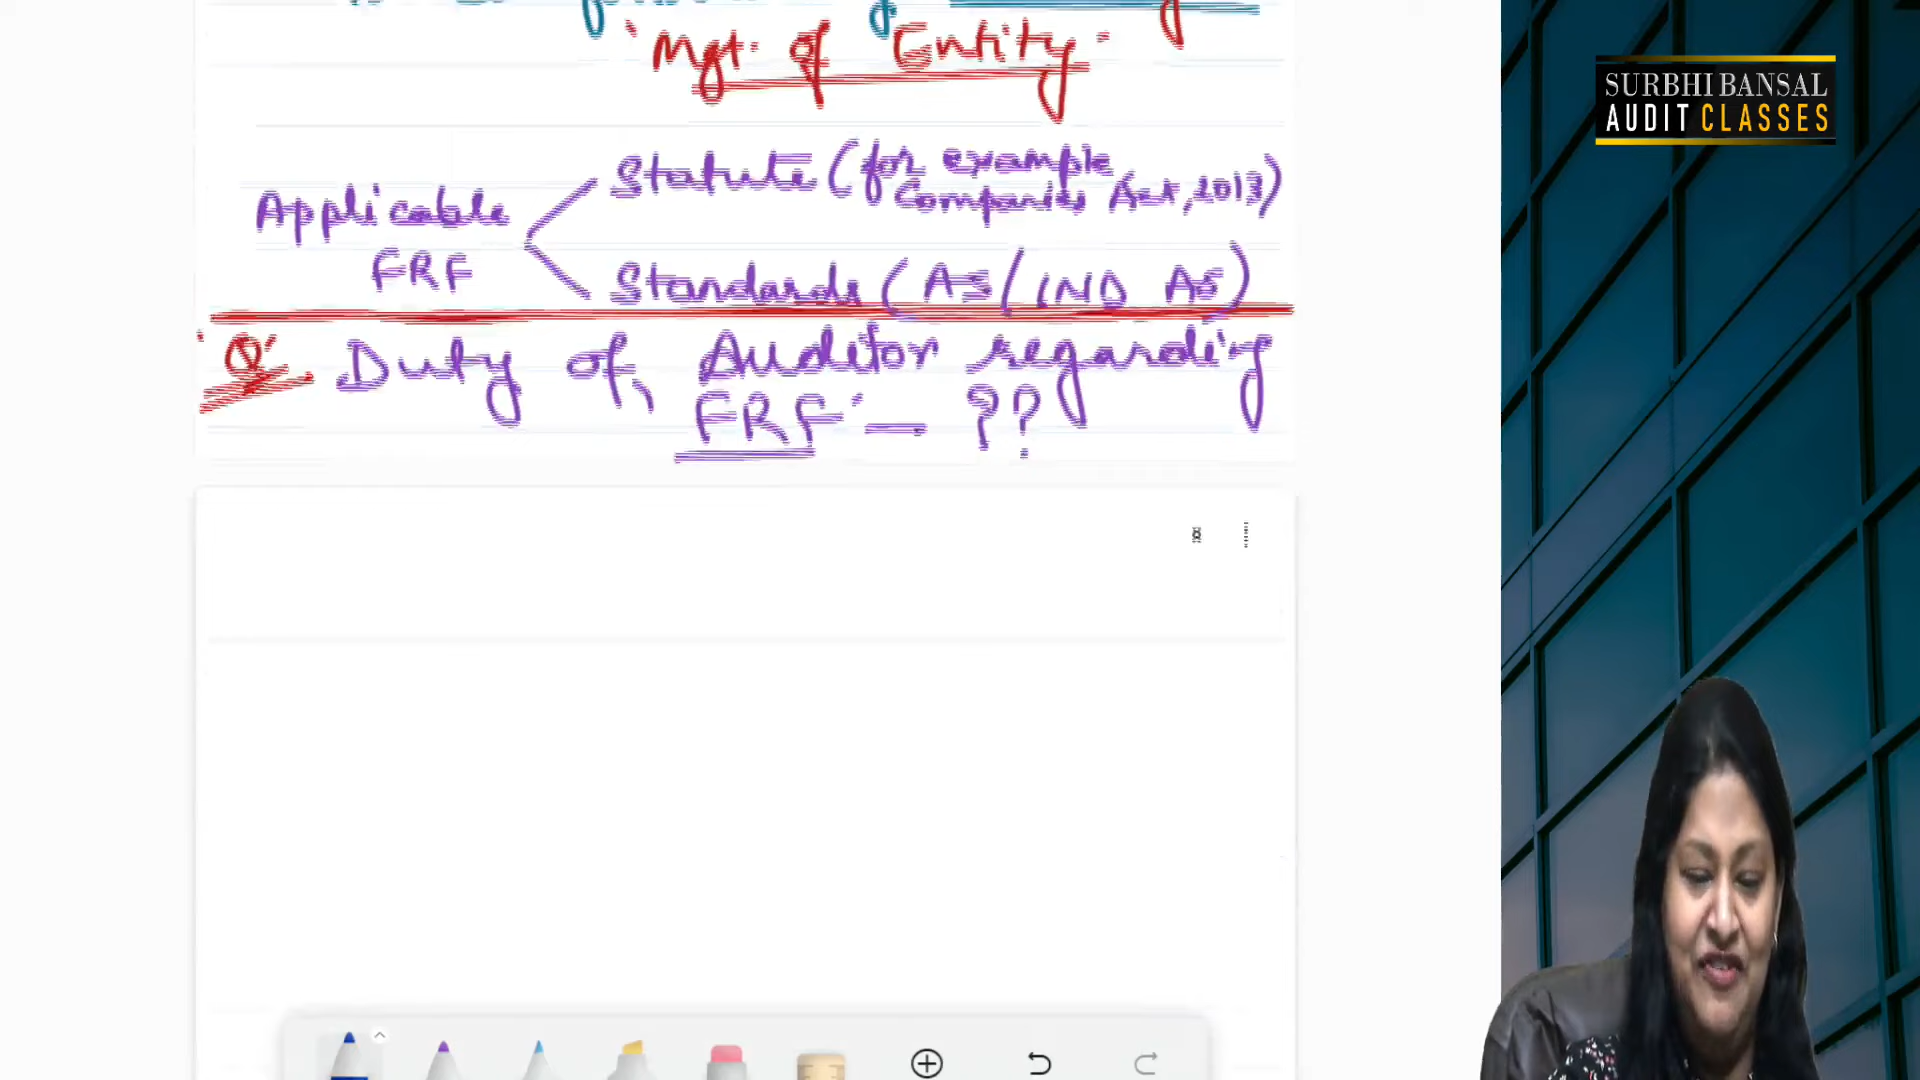 'Mgt. of Entity'
Applicable FRF
Statute (for example Companies Act, 2013)
Standards (AS/IND AS)
'Q' Duty of, Auditor regarding
FRF - ??
8
SURBHI BANSAL
AUDIT CLASSES